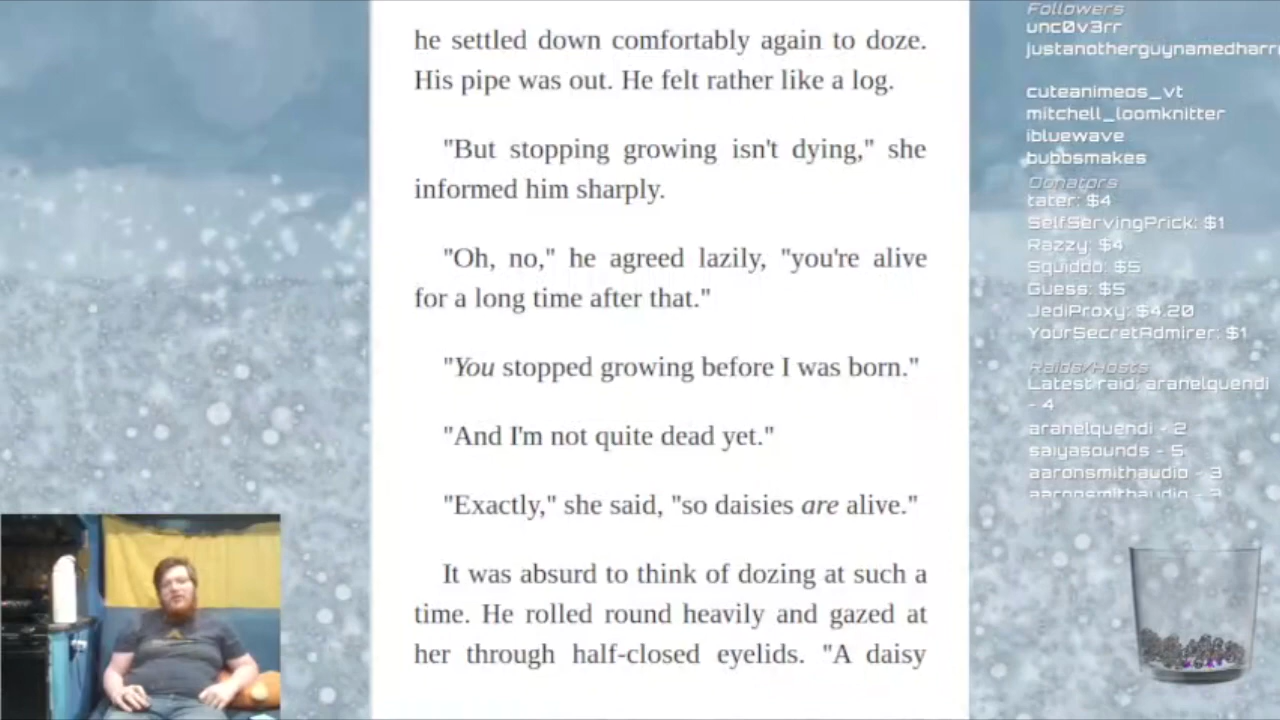 he settled down comfortably again to doze.
His pipe was out. He felt rather like a log.
"But stopping growing isn't dying," she
informed him sharply.
"Oh, no," he agreed lazily, "you're alive
for a long time after that."
"You stopped growing before I was born."
"And I'm not quite dead yet."
"Exactly," she said, "so daisies are alive."
It was absurd to think of dozing at such a
time. He rolled round heavily and gazed at
her through half-closed eyelids. "A daisy
Followers
unc0v3rr
justanotherguynamedharr
cuteanimeos_vt
mitchell_loomknitter
ibluewave
bubbsmakes
Donators
tater: $4
SelfServingPrick: $1
Razzy: $4
Squiddo: $5
Guess: $5
JediProxy: $4.20
YourSecretAdmirer: $1
Raids/Hosts
Latest raid: aranelquendi
- 4
aranelquendi - 2
saiyasounds - 5
aaronsmithaudio - 3
aaronsmithaudio - 3